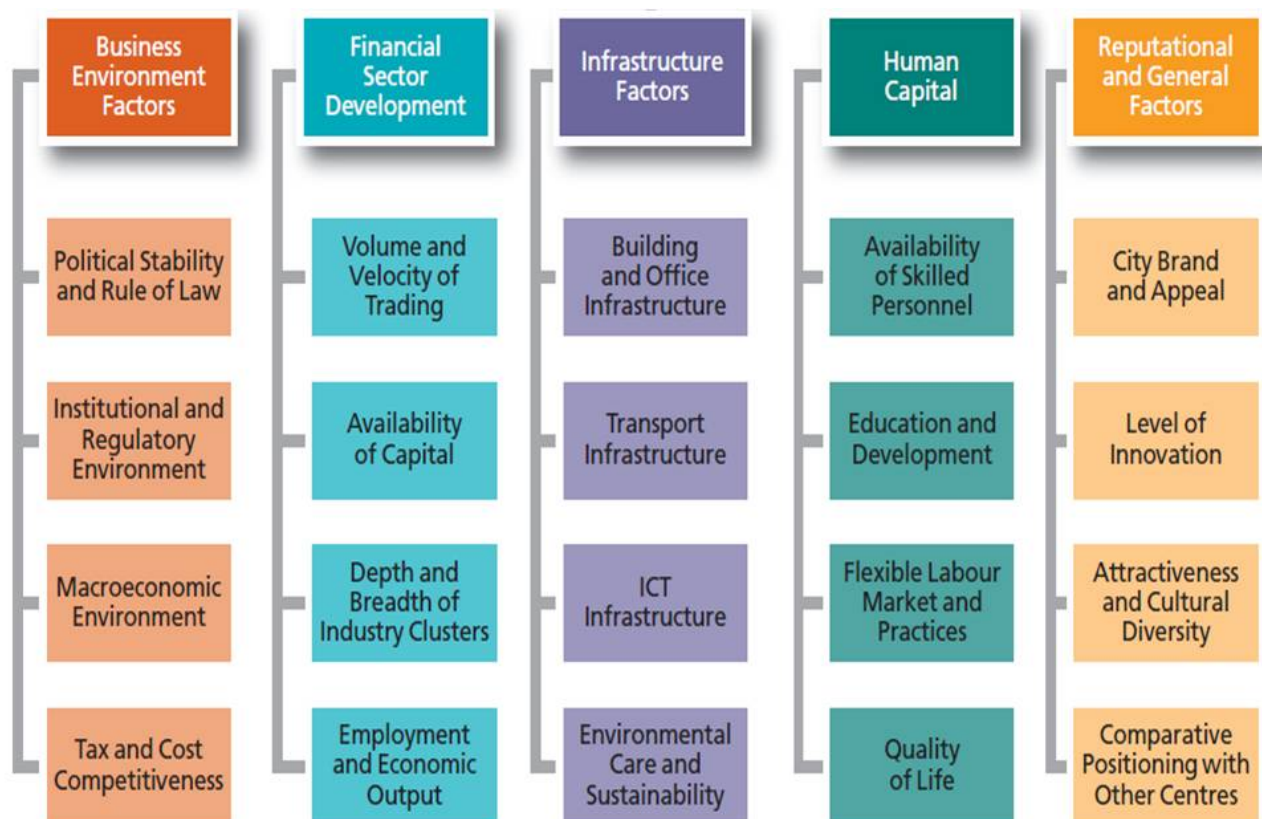 Business
Environment
Factors
Financial
Sector
Development
Infrastructure
Factors
Human
Capital
Reputational
and General
Factors
Political Stability
and Rule of Law
Volume and
Velocity of
Trading
Building
and Office
Infrastructure
Availability
of Skilled
Personnel
City Brand
and Appeal
Institutional and
Regulatory
Environment
Availability
of Capital
Transport
Infrastructure
Education and
Development
Level of
Innovation
Macroeconomic
Environment
Depth and
Breadth of
Industry Clusters
ICT
Infrastructure
Flexible Labour
Market and
Practices
Attractiveness
and Cultural
Diversity
Tax and Cost
Competitiveness
Employment
and Economic
Output
Environmental
Care and
Sustainability
Quality
of Life
Comparative
Positioning with
Other Centres